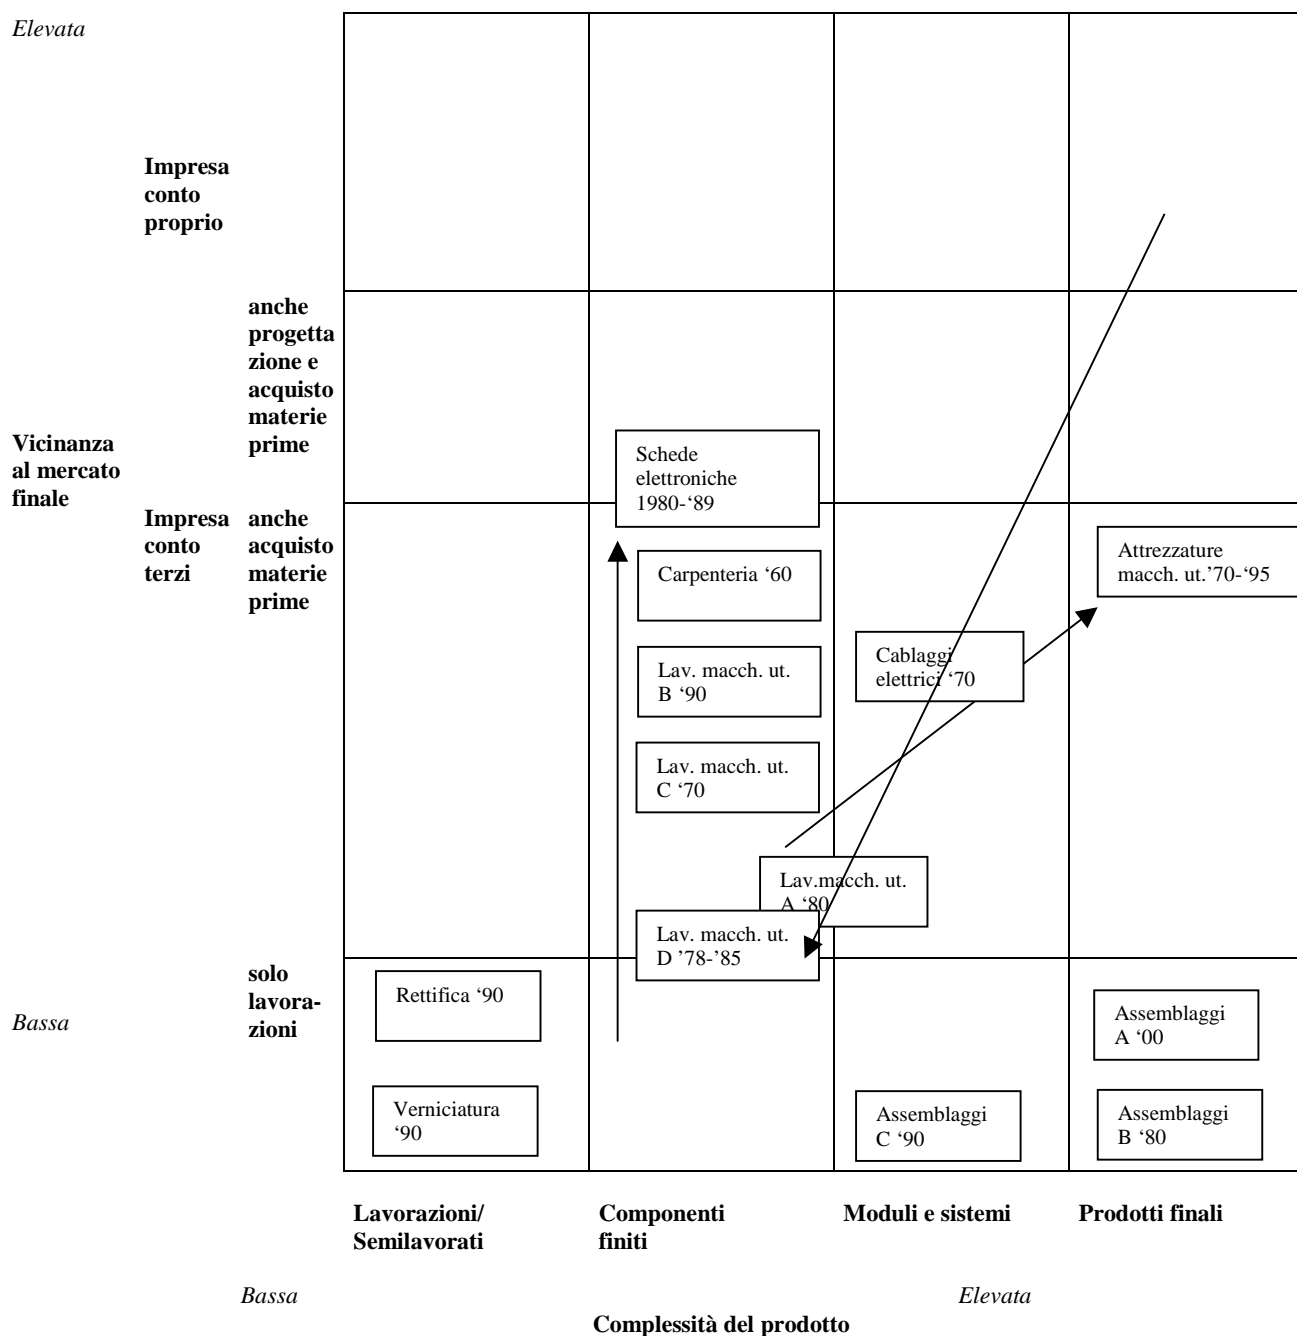 Elevata
Impresa
conto
proprio
anche
progetta
zione e
acquisto
materie
prime
Vicinanza
al mercato
finale
Schede
elettroniche
1980-‘89
Impresa
conto
terzi
anche
acquisto
materie
prime
Carpenteria ‘60
Attrezzature
macch. ut.’70-‘95
Lav. macch. ut.
B ‘90
Cablaggi
elettrici ‘70
Lav. macch. ut.
C ‘70
Lav.macch. ut.
A ‘80
Lav. macch. ut.
D ’78-’85
solo
lavora-
zioni
Bassa
Rettifica ‘90
Assemblaggi
A ‘00
Verniciatura
‘90
Assemblaggi
C ‘90
Assemblaggi
B ‘80
Lavorazioni/
Semilavorati
Componenti
finiti
Moduli e sistemi
Prodotti finali
Bassa
Elevata
Complessità del prodotto